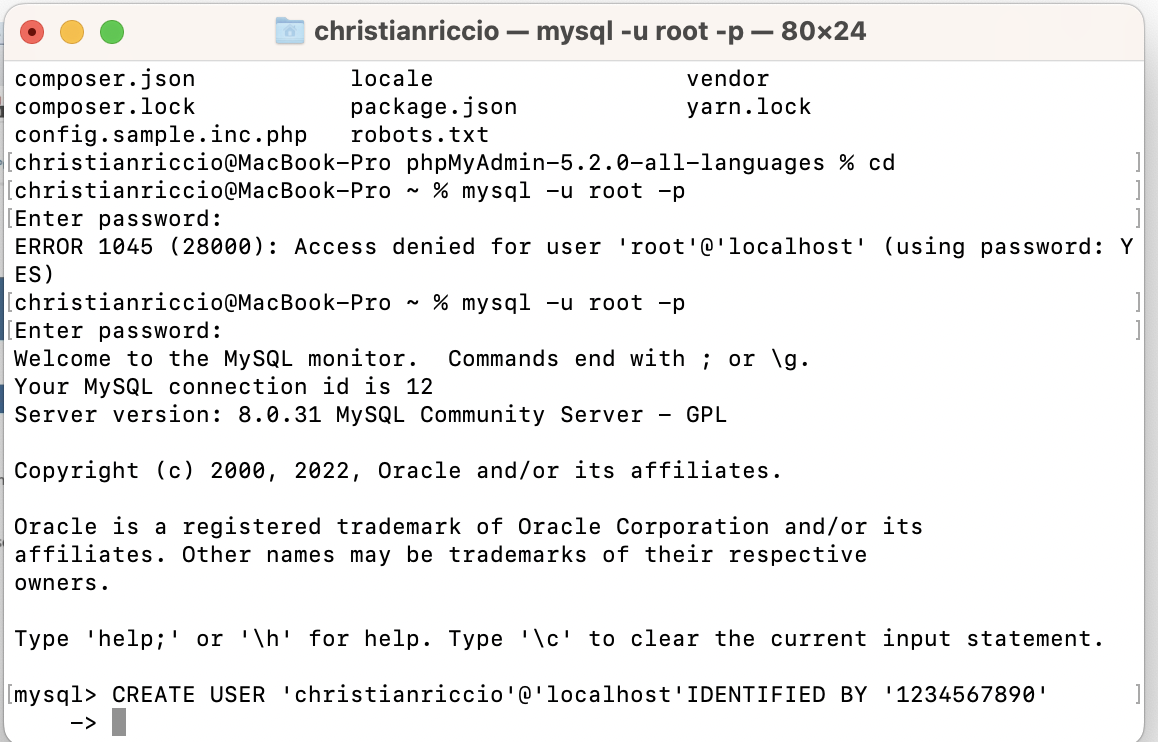 christianriccio — mysql -u root -p — 80×24
composer.json locale vendor
composer.lock package.json yarn.lock
config.sample.inc.php robots.txt
[christianriccio@MacBook-Pro phpMyAdmin-5.2.0-all-languages % cd ]
[christianriccio@MacBook-Pro ~ % mysql -u root -p ]
[Enter password: ]
ERROR 1045 (28000): Access denied for user 'root'@'localhost' (using password: Y
ES)
[christianriccio@MacBook-Pro ~ % mysql -u root -p ]
[Enter password: ]
Welcome to the MySQL monitor.  Commands end with ; or \g.
Your MySQL connection id is 12
Server version: 8.0.31 MySQL Community Server - GPL
Copyright (c) 2000, 2022, Oracle and/or its affiliates.
Oracle is a registered trademark of Oracle Corporation and/or its
affiliates. Other names may be trademarks of their respective
owners.
Type 'help;' or '\h' for help. Type '\c' to clear the current input statement.
[mysql> CREATE USER 'christianriccio'@'localhost'IDENTIFIED BY '1234567890' ]
->